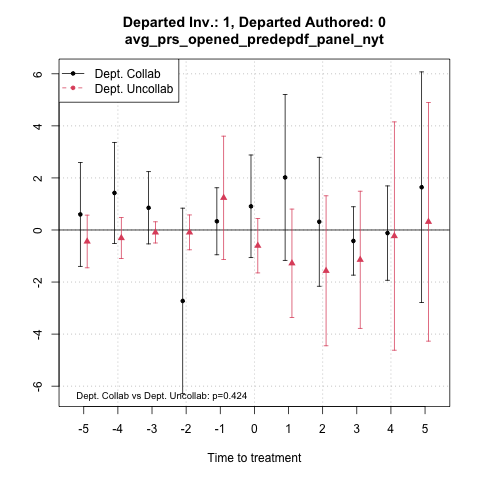 Departed Inv.: 1, Departed Authored: 0
avg_prs_opened_predepdf_panel_nyt
Dept. Collab
Dept. Uncollab
6
4
2
0
-2
-4
-6
Dept. Collab vs Dept. Uncollab: p=0.424
-5 -4 -3 -2 -1 0 1 2 3 4 5
Time to treatment